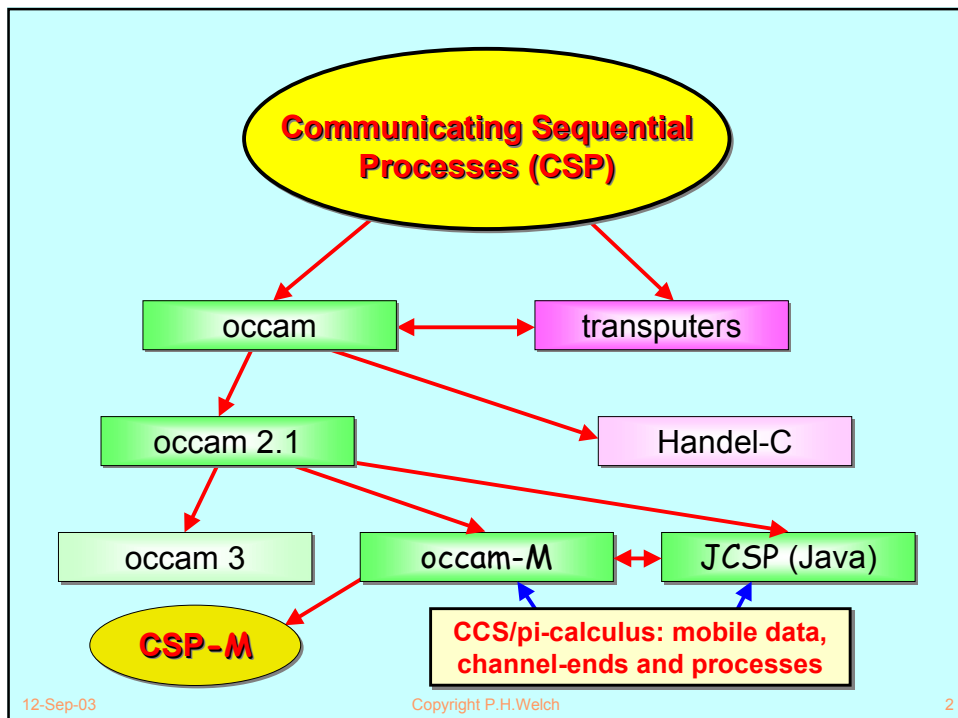 Communicating Sequential
Processes (CSP)
occam
transputers
occam 2.1
Handel-C
occam 3
occam-M
JCSP (Java)
CSP-M
CCS/pi-calculus: mobile data,
channel-ends and processes
12-Sep-03
Copyright P.H.Welch
2